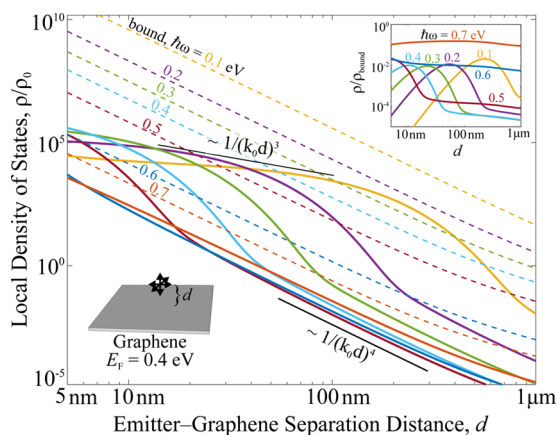 10^10
10^5
10^0
10^-5
Local Density of States, ρ/ρ0
5 nm
10 nm
100 nm
1μm
Emitter–Graphene Separation Distance, d
bound, ħω = 0.1 eV
0.2
0.3
0.4
0.5
0.6
0.7
~ 1/(k0d)^3
~ 1/(k0d)^4
d
Graphene
EF = 0.4 eV
ħω = 0.7 eV
0.4
0.3
0.2
0.1
0.6
0.5
10^0
10^-2
10^-4
ρ/ρbound
10nm
100nm
1μm
d